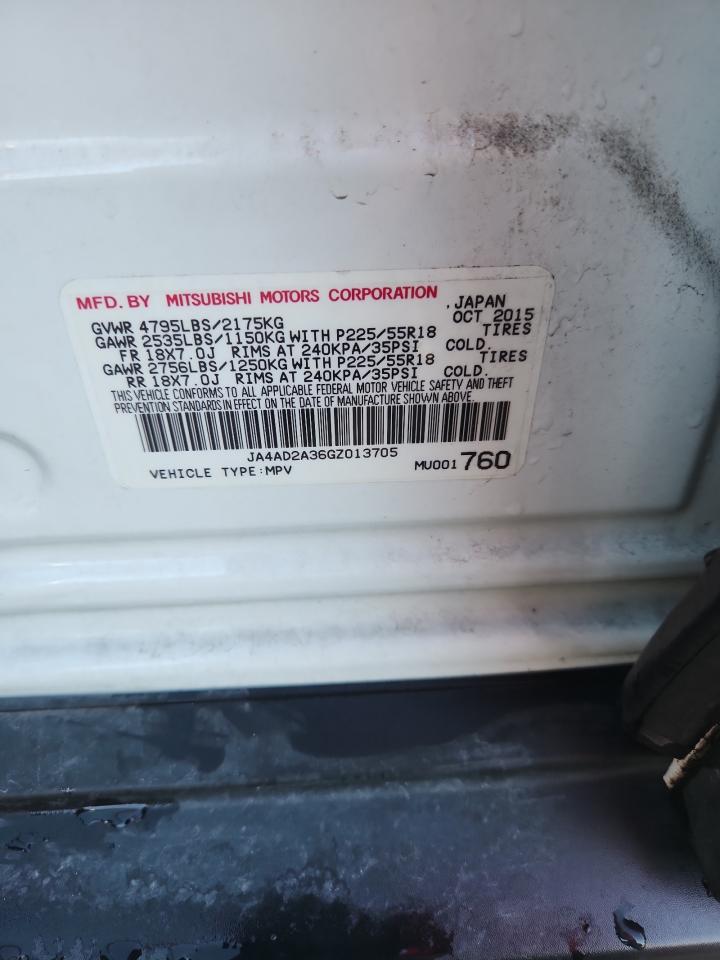 MFD. BY MITSUBISHI MOTORS CORPORATION , JAPAN
GVWR 4795LBS/2175KG OCT 2015
GAWR 2535LBS/1150KG WITH P225/55R18 TIRES
FR 18X7.0J RIMS AT 240KPA/35PSI COLD.
GAWR 2756LBS/1250KG WITH P225/55R18 TIRES
RR 18X7.0J RIMS AT 240KPA/35PSI COLD.
THIS VEHICLE CONFORMS TO ALL APPLICABLE FEDERAL MOTOR VEHICLE SAFETY AND THEFT
PREVENTION STANDARDS IN EFFECT ON THE DATE OF MANUFACTURE SHOWN ABOVE.
JA4AD2A36GZ013705
VEHICLE TYPE:MPV MU001 760